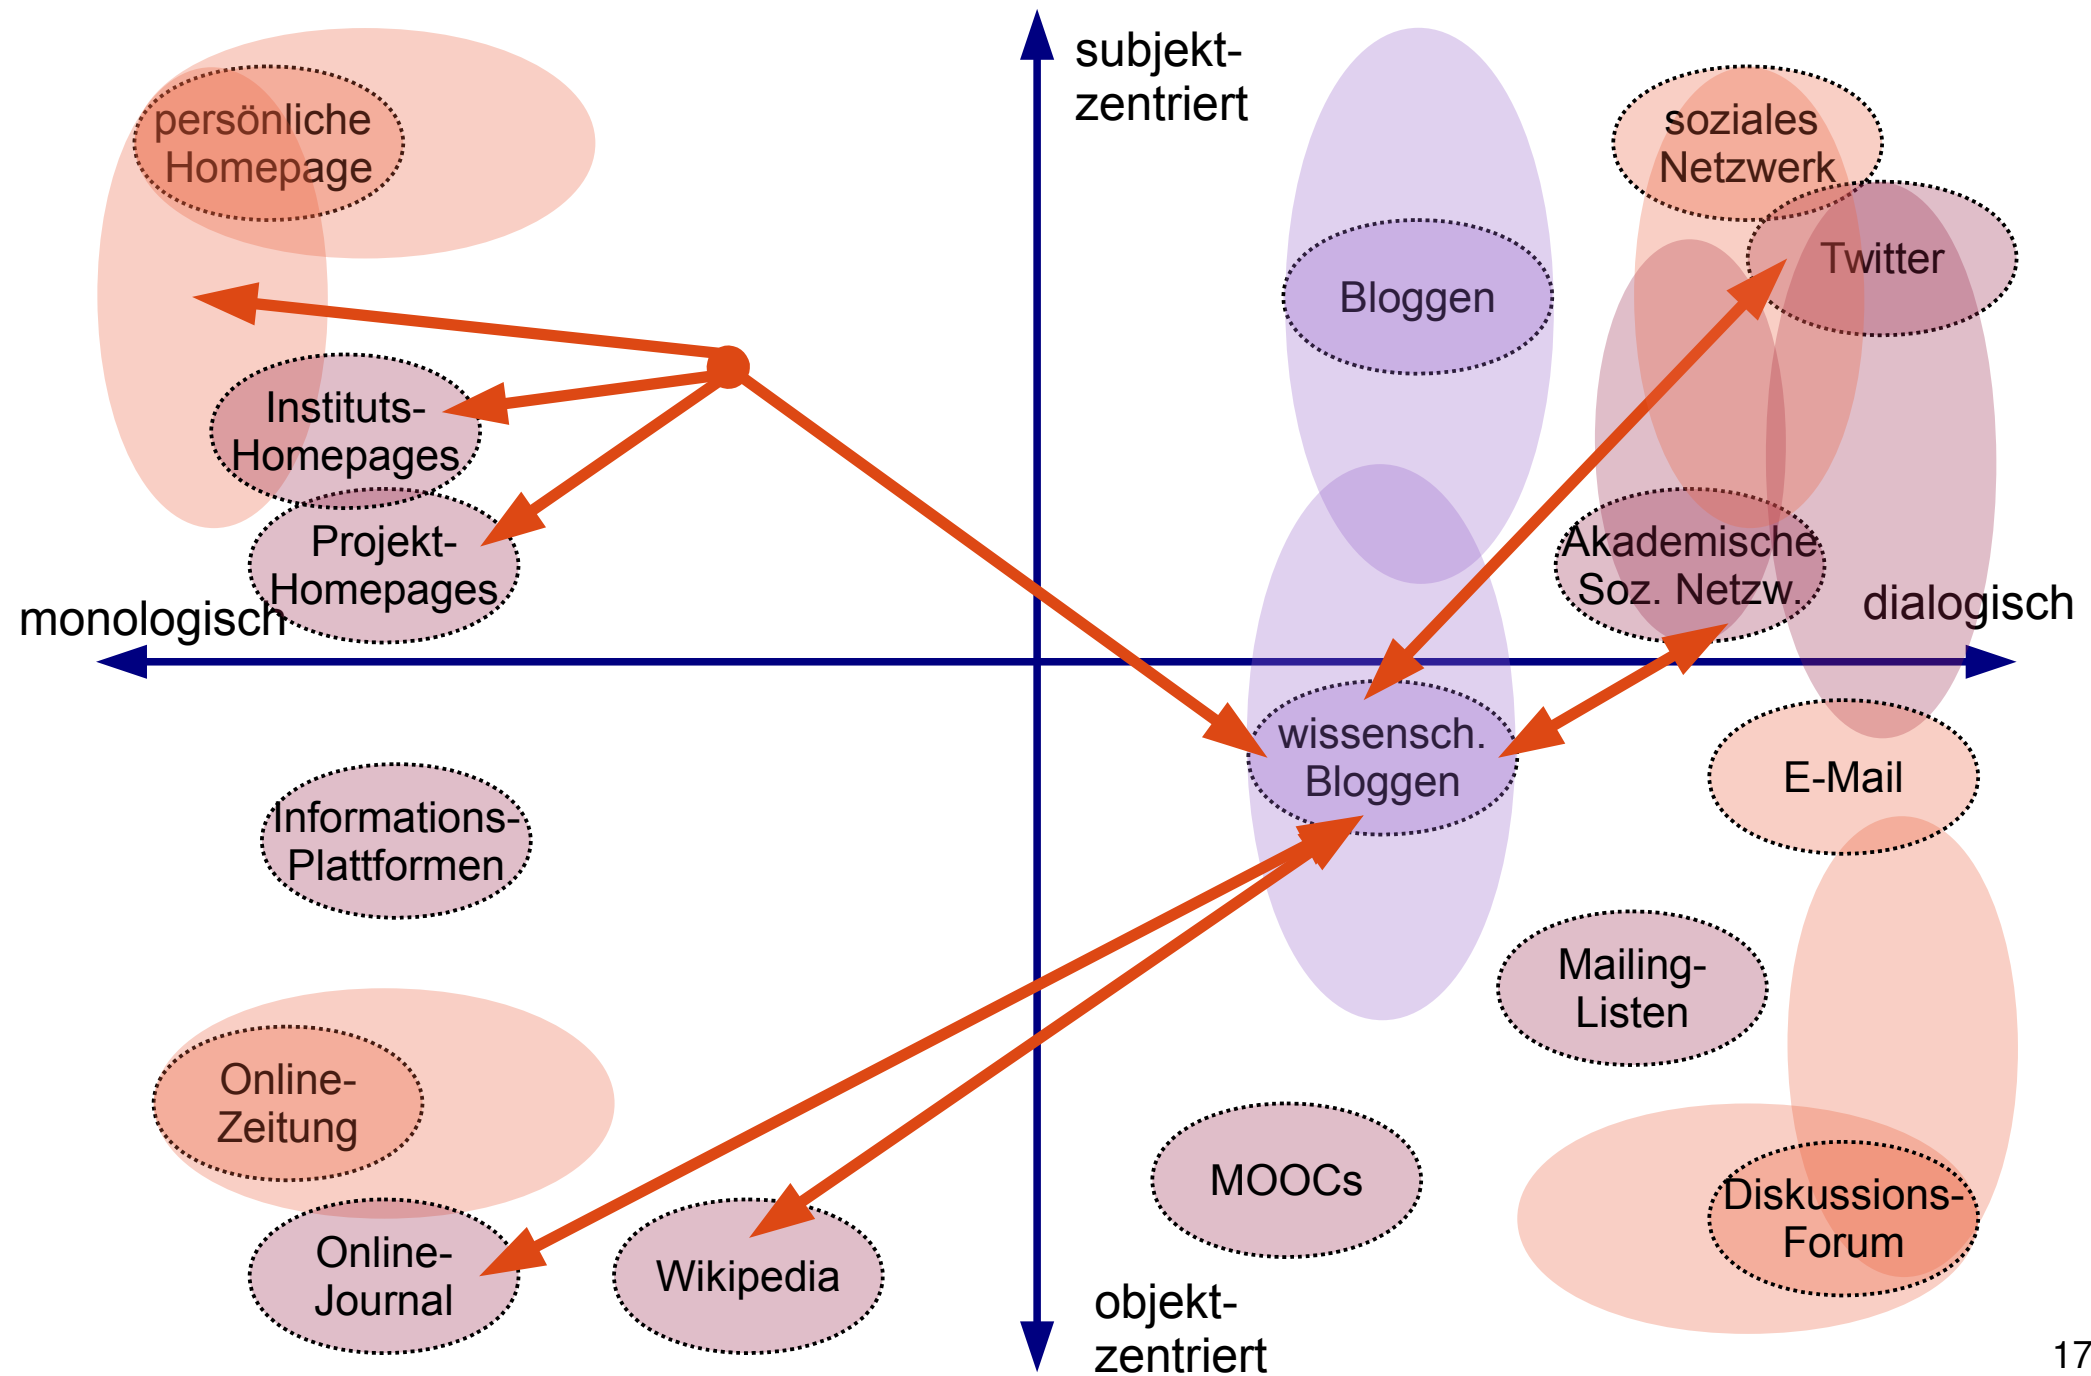 subjekt-
zentriert
persönliche
Homepage
soziales
Netzwerk
Twitter
Bloggen
Instituts-
Homepages
Projekt-
Homepages
Akademische
Soz. Netzw.
monologisch
dialogisch
wissensch.
Bloggen
E-Mail
Informations-
Plattformen
Mailing-
Listen
Online-
Zeitung
MOOCs
Diskussions-
Forum
Online-
Journal
Wikipedia
objekt-
zentriert
17